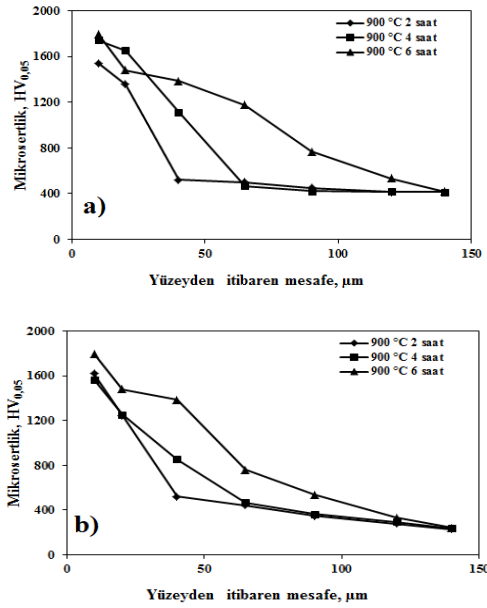 2000
900 °C 2 saat
900 °C 4 saat
900 °C 6 saat
1600
1200
800
400
0
Mikrosertlik, HV0,05
a)
0 50 100 150
Yüzeyden itibaren mesafe, µm
2000
900 °C 2 saat
900 °C 4 saat
900 °C 6 saat
1600
1200
800
400
0
Mikrosertlik, HV0,05
b)
0 50 100 150
Yüzeyden itibaren mesafe, µm